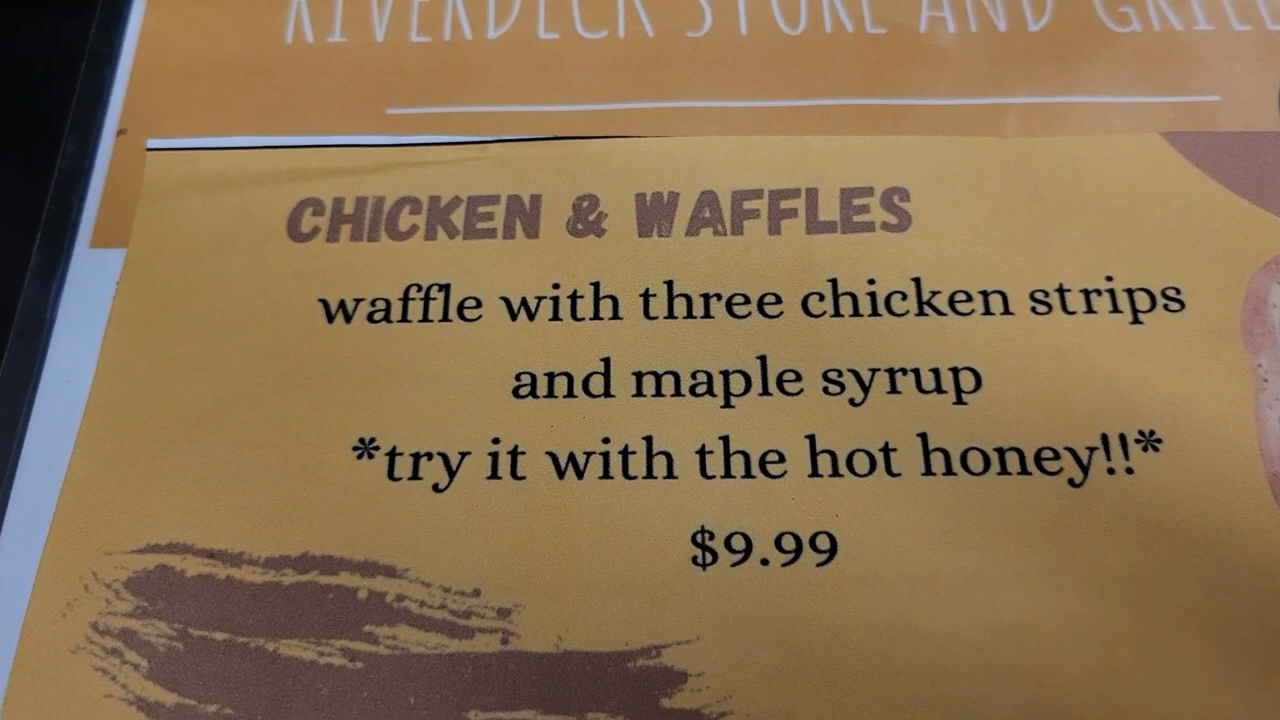 RIVERDECK STORE AND GRILL
CHICKEN & WAFFLES
waffle with three chicken strips
and maple syrup
*try it with the hot honey!!*
$9.99